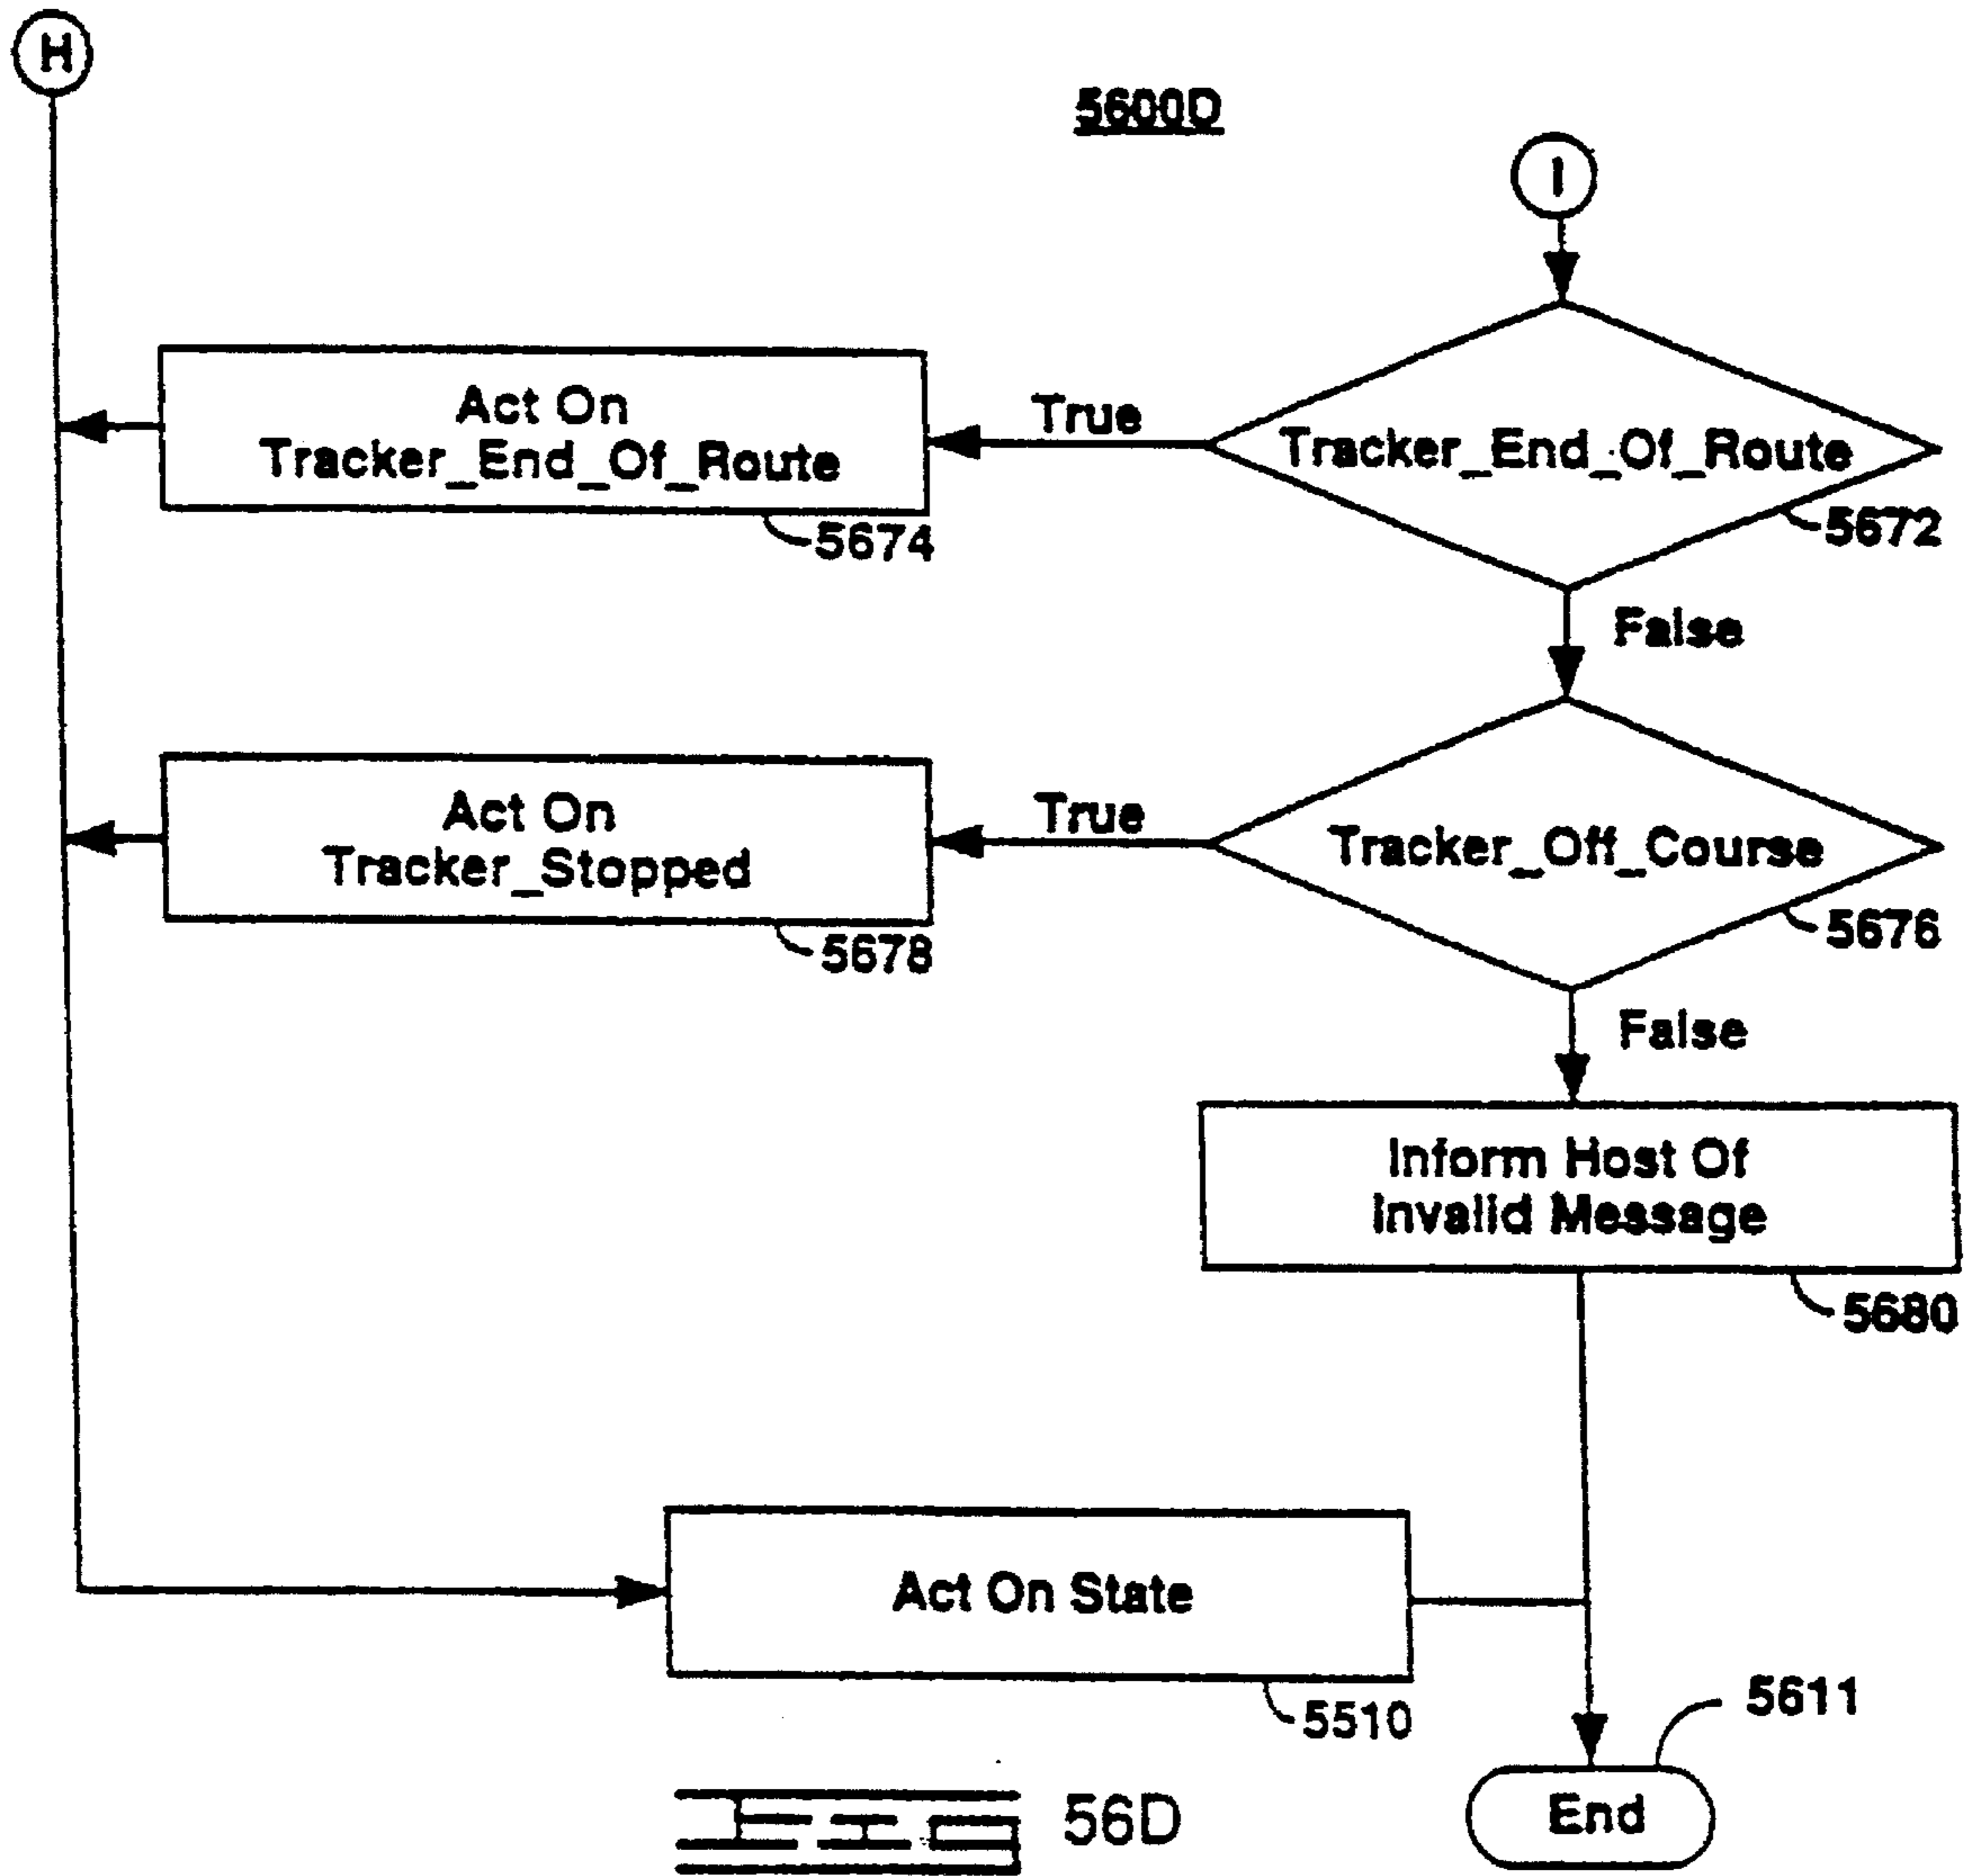 H
5600D
I
Act On
Tracker_End_Of_Route
5674
True
Tracker_End_Of_Route
5672
False
Act On
Tracker_Stopped
5678
True
Tracker_Off_Course
5676
False
Inform Host Of
Invalid Message
5680
Act On State
5510
5611
End
FIG 56D